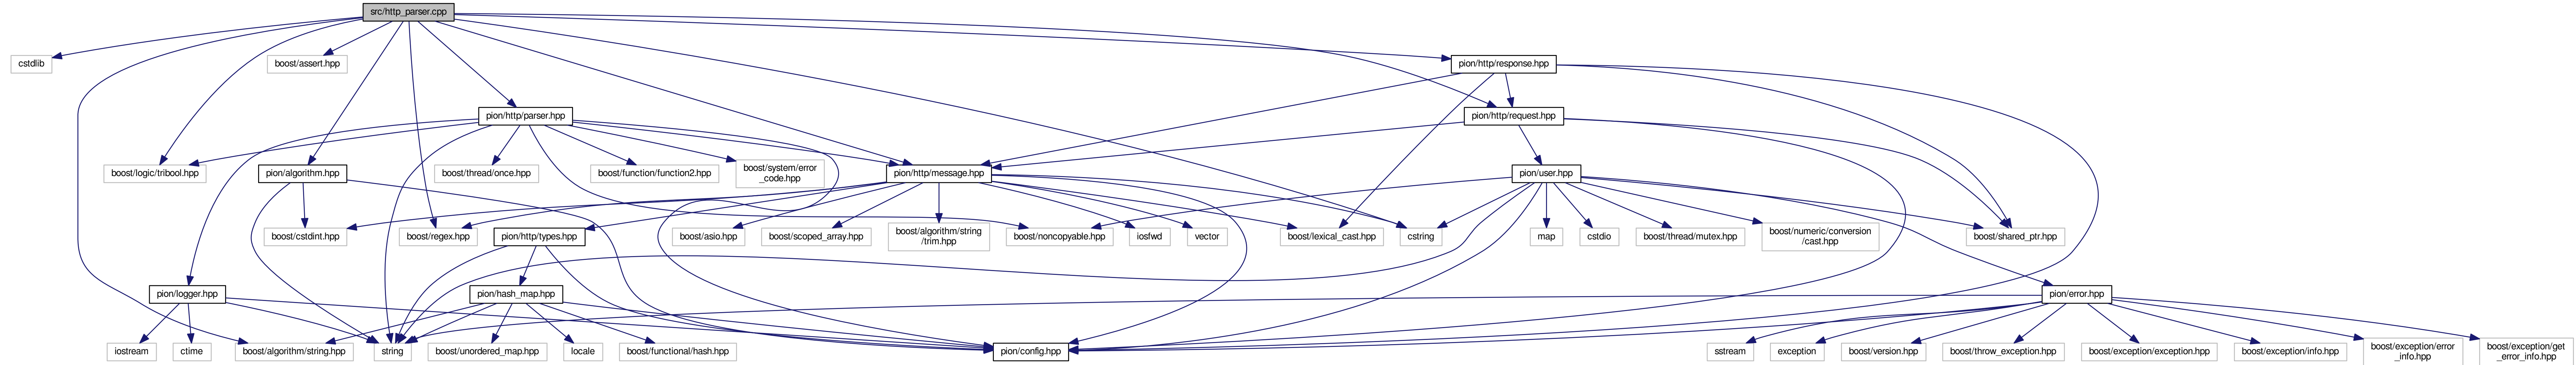 src/http_parser.cpp
cstdlib
boost/assert.hpp
pion/http/response.hpp
pion/http/parser.hpp
pion/http/request.hpp
boost/logic/tribool.hpp
pion/algorithm.hpp
boost/thread/once.hpp
boost/function/function2.hpp
boost/system/error
_code.hpp
pion/http/message.hpp
pion/user.hpp
boost/cstdint.hpp
boost/regex.hpp
pion/http/types.hpp
boost/asio.hpp
boost/scoped_array.hpp
boost/algorithm/string
/trim.hpp
boost/noncopyable.hpp
iosfwd
vector
boost/lexical_cast.hpp
cstring
map
cstdio
boost/thread/mutex.hpp
boost/numeric/conversion
/cast.hpp
boost/shared_ptr.hpp
pion/logger.hpp
pion/hash_map.hpp
pion/error.hpp
iostream
ctime
boost/algorithm/string.hpp
string
boost/unordered_map.hpp
locale
boost/functional/hash.hpp
pion/config.hpp
sstream
exception
boost/version.hpp
boost/throw_exception.hpp
boost/exception/exception.hpp
boost/exception/info.hpp
boost/exception/error
_info.hpp
boost/exception/get
_error_info.hpp